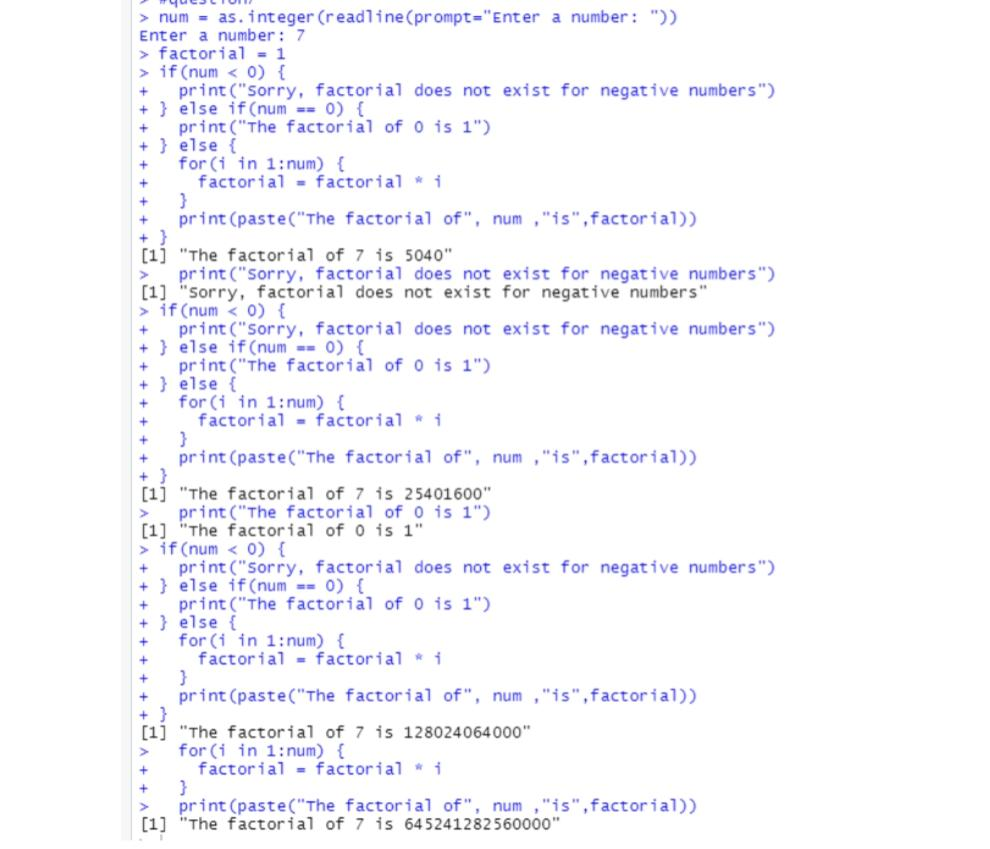 > #question7
> num = as.integer(readline(prompt="Enter a number: "))
Enter a number: 7
> factorial = 1
> if(num < 0) {
+   print("Sorry, factorial does not exist for negative numbers")
+ } else if(num == 0) {
+   print("The factorial of 0 is 1")
+ } else {
+   for(i in 1:num) {
+     factorial = factorial * i
+   }
+   print(paste("The factorial of", num ,"is",factorial))
+ }
[1] "The factorial of 7 is 5040"
>   print("Sorry, factorial does not exist for negative numbers")
[1] "Sorry, factorial does not exist for negative numbers"
> if(num < 0) {
+   print("Sorry, factorial does not exist for negative numbers")
+ } else if(num == 0) {
+   print("The factorial of 0 is 1")
+ } else {
+   for(i in 1:num) {
+     factorial = factorial * i
+   }
+   print(paste("The factorial of", num ,"is",factorial))
+ }
[1] "The factorial of 7 is 25401600"
>   print("The factorial of 0 is 1")
[1] "The factorial of 0 is 1"
> if(num < 0) {
+   print("Sorry, factorial does not exist for negative numbers")
+ } else if(num == 0) {
+   print("The factorial of 0 is 1")
+ } else {
+   for(i in 1:num) {
+     factorial = factorial * i
+   }
+   print(paste("The factorial of", num ,"is",factorial))
+ }
[1] "The factorial of 7 is 128024064000"
>   for(i in 1:num) {
+     factorial = factorial * i
+   }
>   print(paste("The factorial of", num ,"is",factorial))
[1] "The factorial of 7 is 645241282560000"